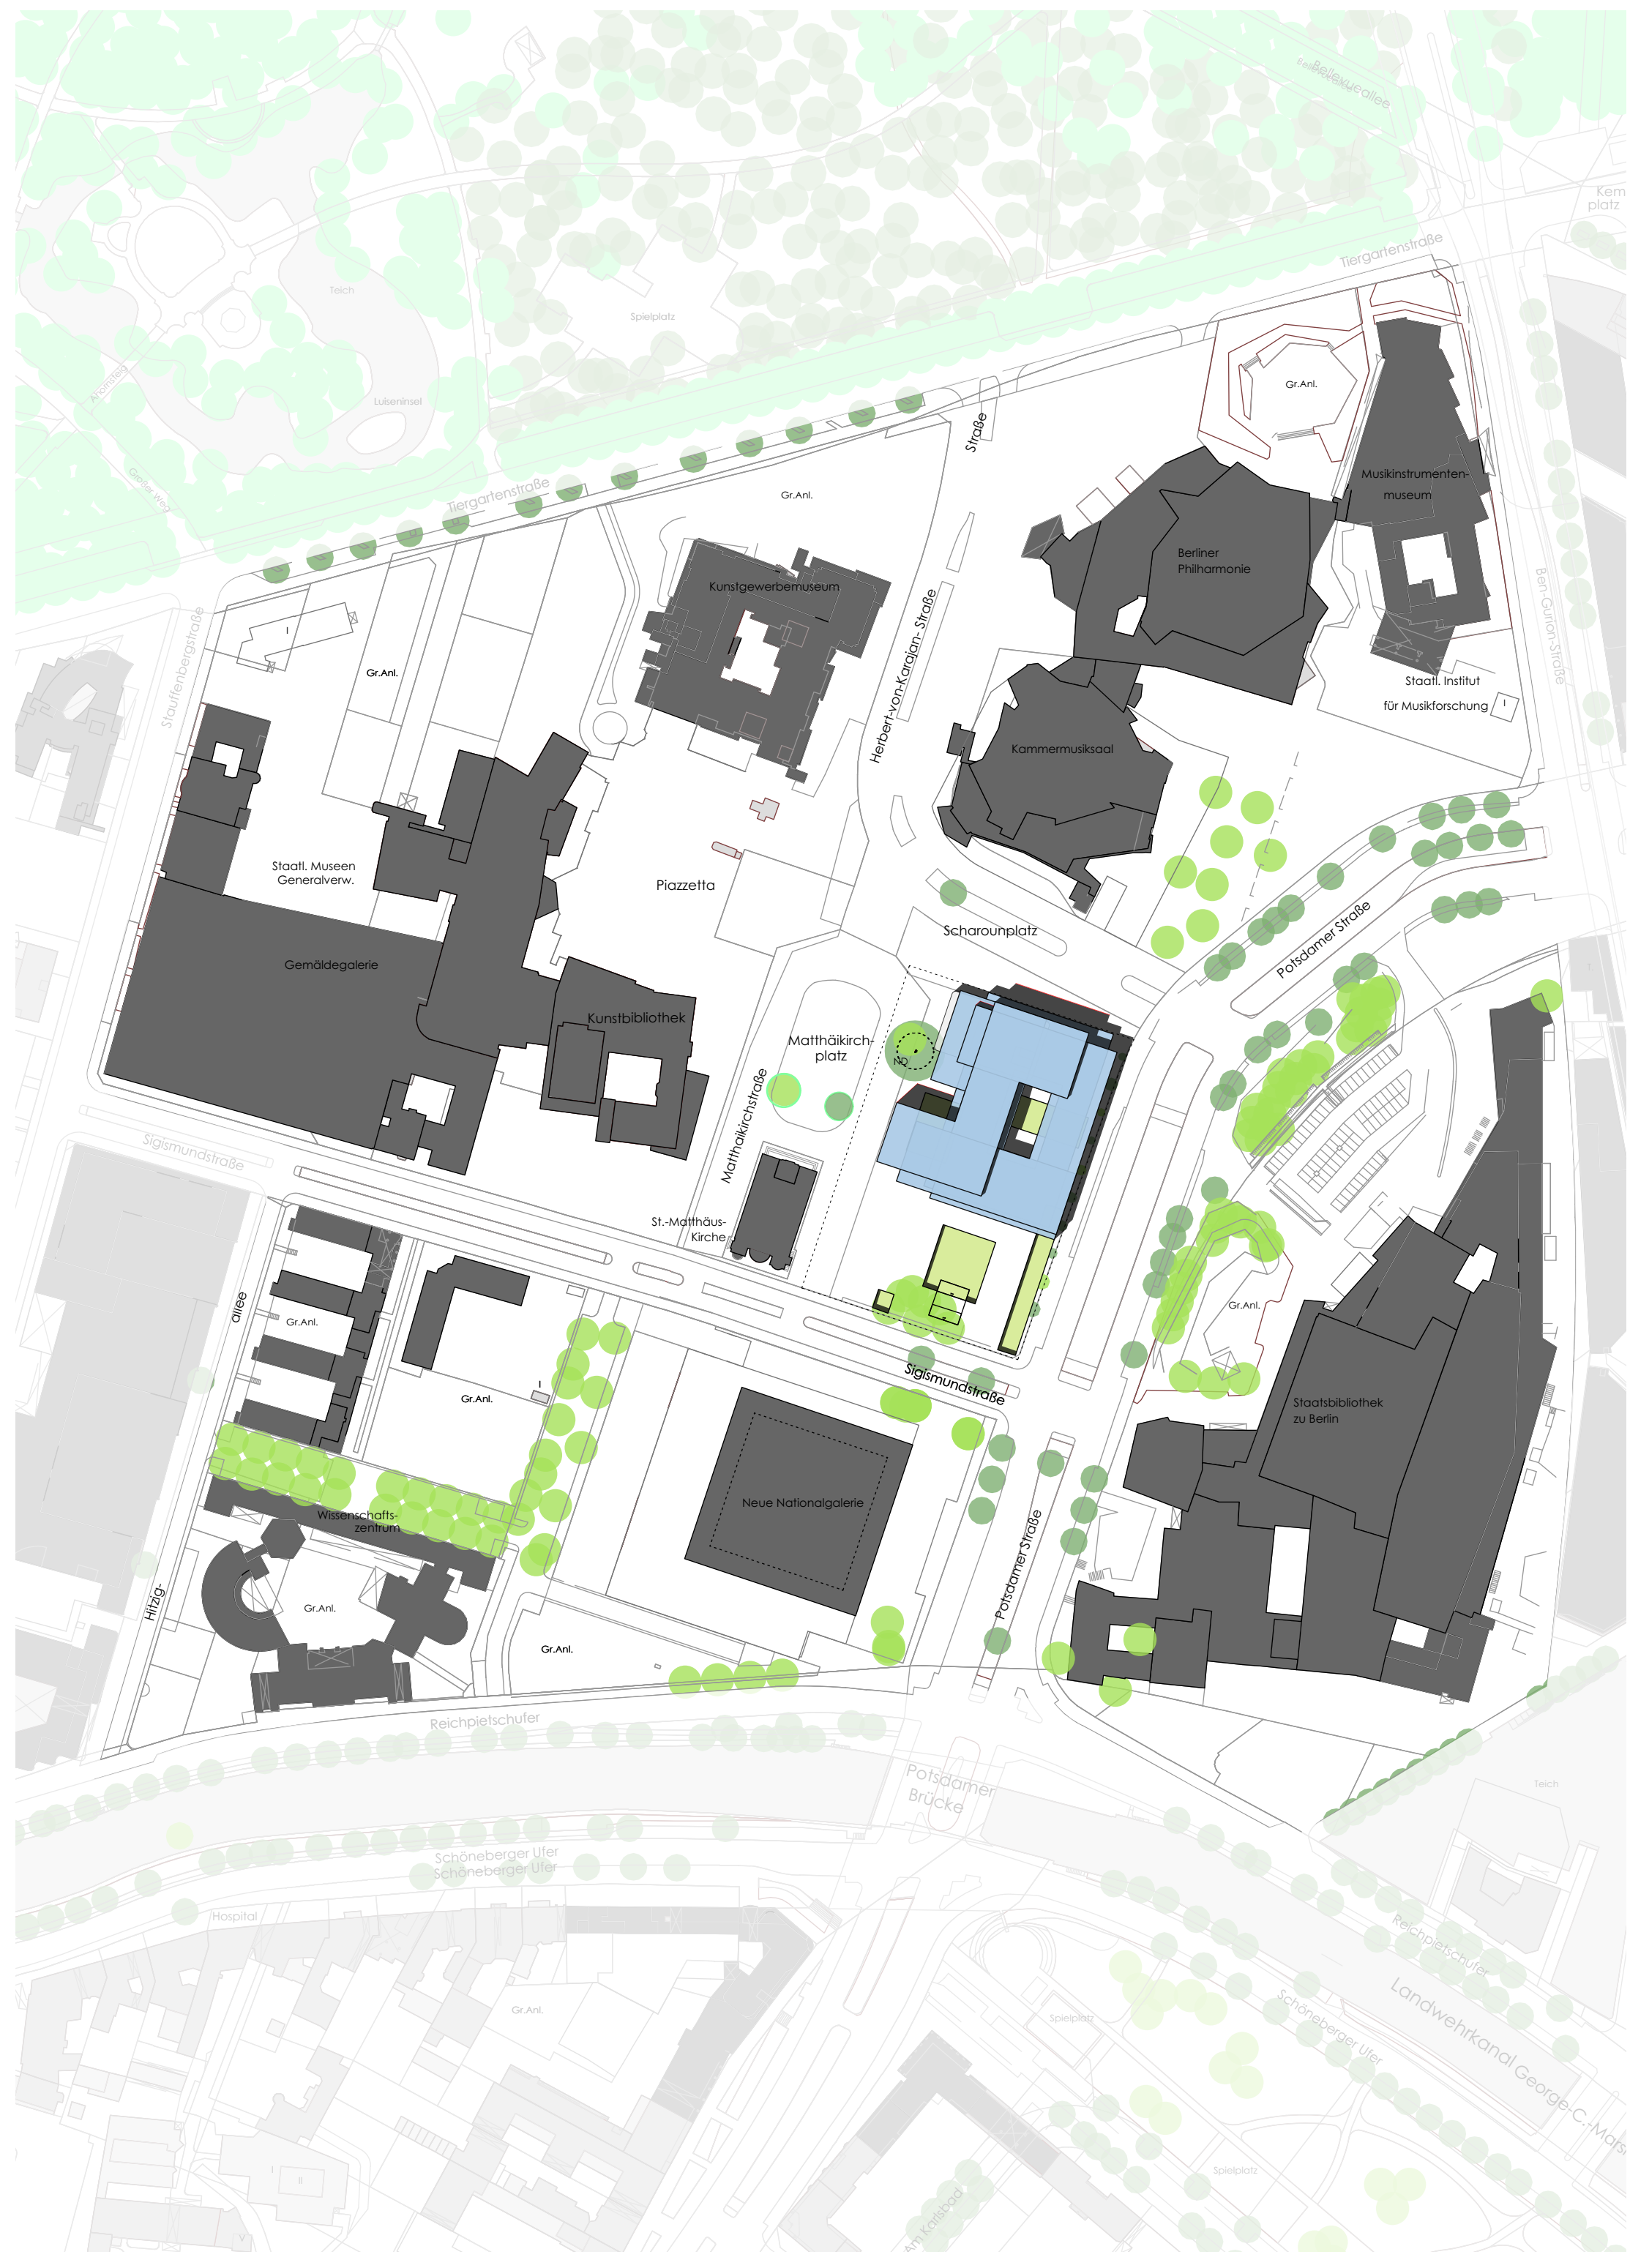 Bellevueallee
Kem
platz
Tiergartenstraße
Teich
Spielplatz
Ahornsteig
Luiseninsel
Gr.Anl.
Straße
Großer Weg
Tiergartenstraße
Gr.Anl.
Musikinstrumenten-
museum
Berliner
Philharmonie
Kunstgewerbemuseum
Ben-Gurion-Straße
Stauffenbergstraße
I
Gr.Anl.
Herbert-von-Karajan- Straße
Staatl. Institut
für Musikforschung
I
Kammermusiksaal
Staatl. Museen
Generalverw.
Piazzetta
Scharounplatz
Potsdamer Straße
Gemäldegalerie
Kunstbibliothek
Matthäikirch-
platz
ND
Matthäikirchstraße
Sigismundstraße
St.-Matthäus-
Kirche
Gr.Anl.
allee
Gr.Anl.
Sigismundstraße
I
Gr.Anl.
Staatsbibliothek
zu Berlin
Neue Nationalgalerie
Wissenschafts-
zentrum
Potsdamer Straße
Hitzig-
Gr.Anl.
Gr.Anl.
Reichpietschufer
Potsdamer
Brücke
Teich
Schöneberger Ufer
Schöneberger Ufer
Hospital
Reichpietschufer
Gr.Anl.
Spielplatz
Schöneberger Ufer
Landwehrkanal George-C.-Mars
Spielplatz
I
II
V
Am Karlsbad